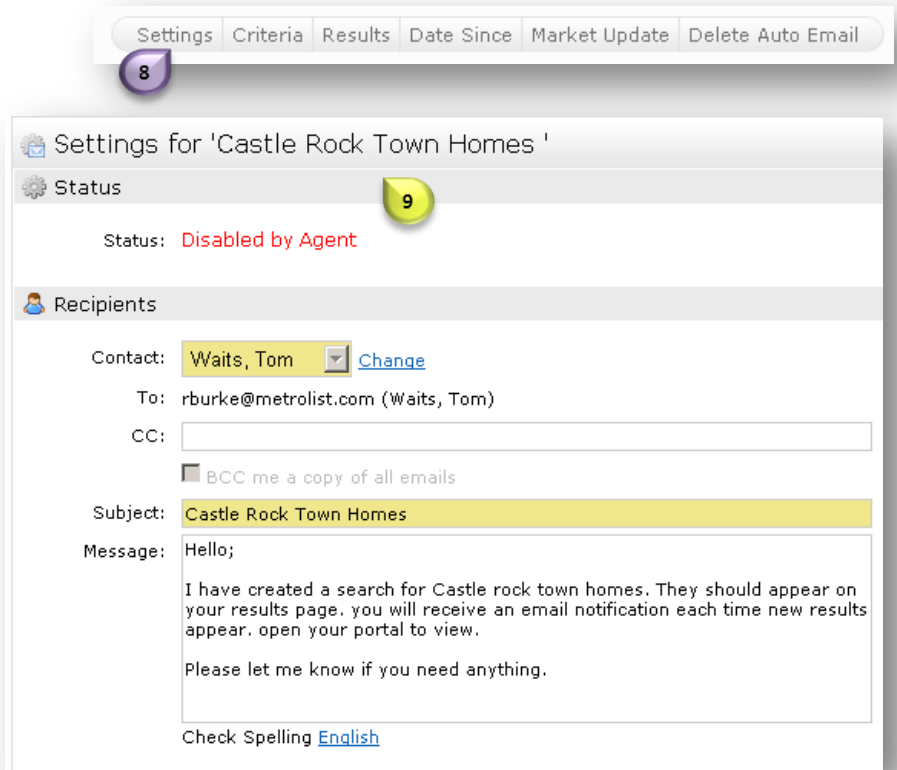 Settings Criteria Results Date Since Market Update Delete Auto Email
8
Settings for 'Castle Rock Town Homes '
Status
9
Status: Disabled by Agent
Recipients
Contact: Waits, Tom Change
To: rburke@metrolist.com (Waits, Tom)
CC:
BCC me a copy of all emails
Subject: Castle Rock Town Homes
Message: Hello;
I have created a search for Castle rock town homes. They should appear on
your results page. you will receive an email notification each time new results
appear. open your portal to view.
Please let me know if you need anything.
Check Spelling English